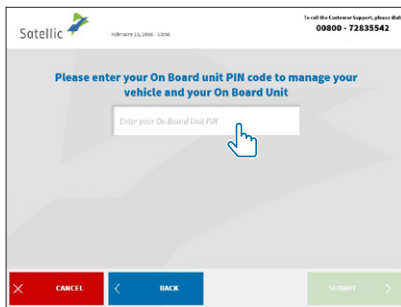 Satellic
February 12, 2016 - 13:06
To call the Customer Support, please dial:
00800 - 72835542
Please enter your On Board unit PIN code to manage your
vehicle and your On Board Unit
Enter your On Board Unit PIN
CANCEL
BACK
SUBMIT